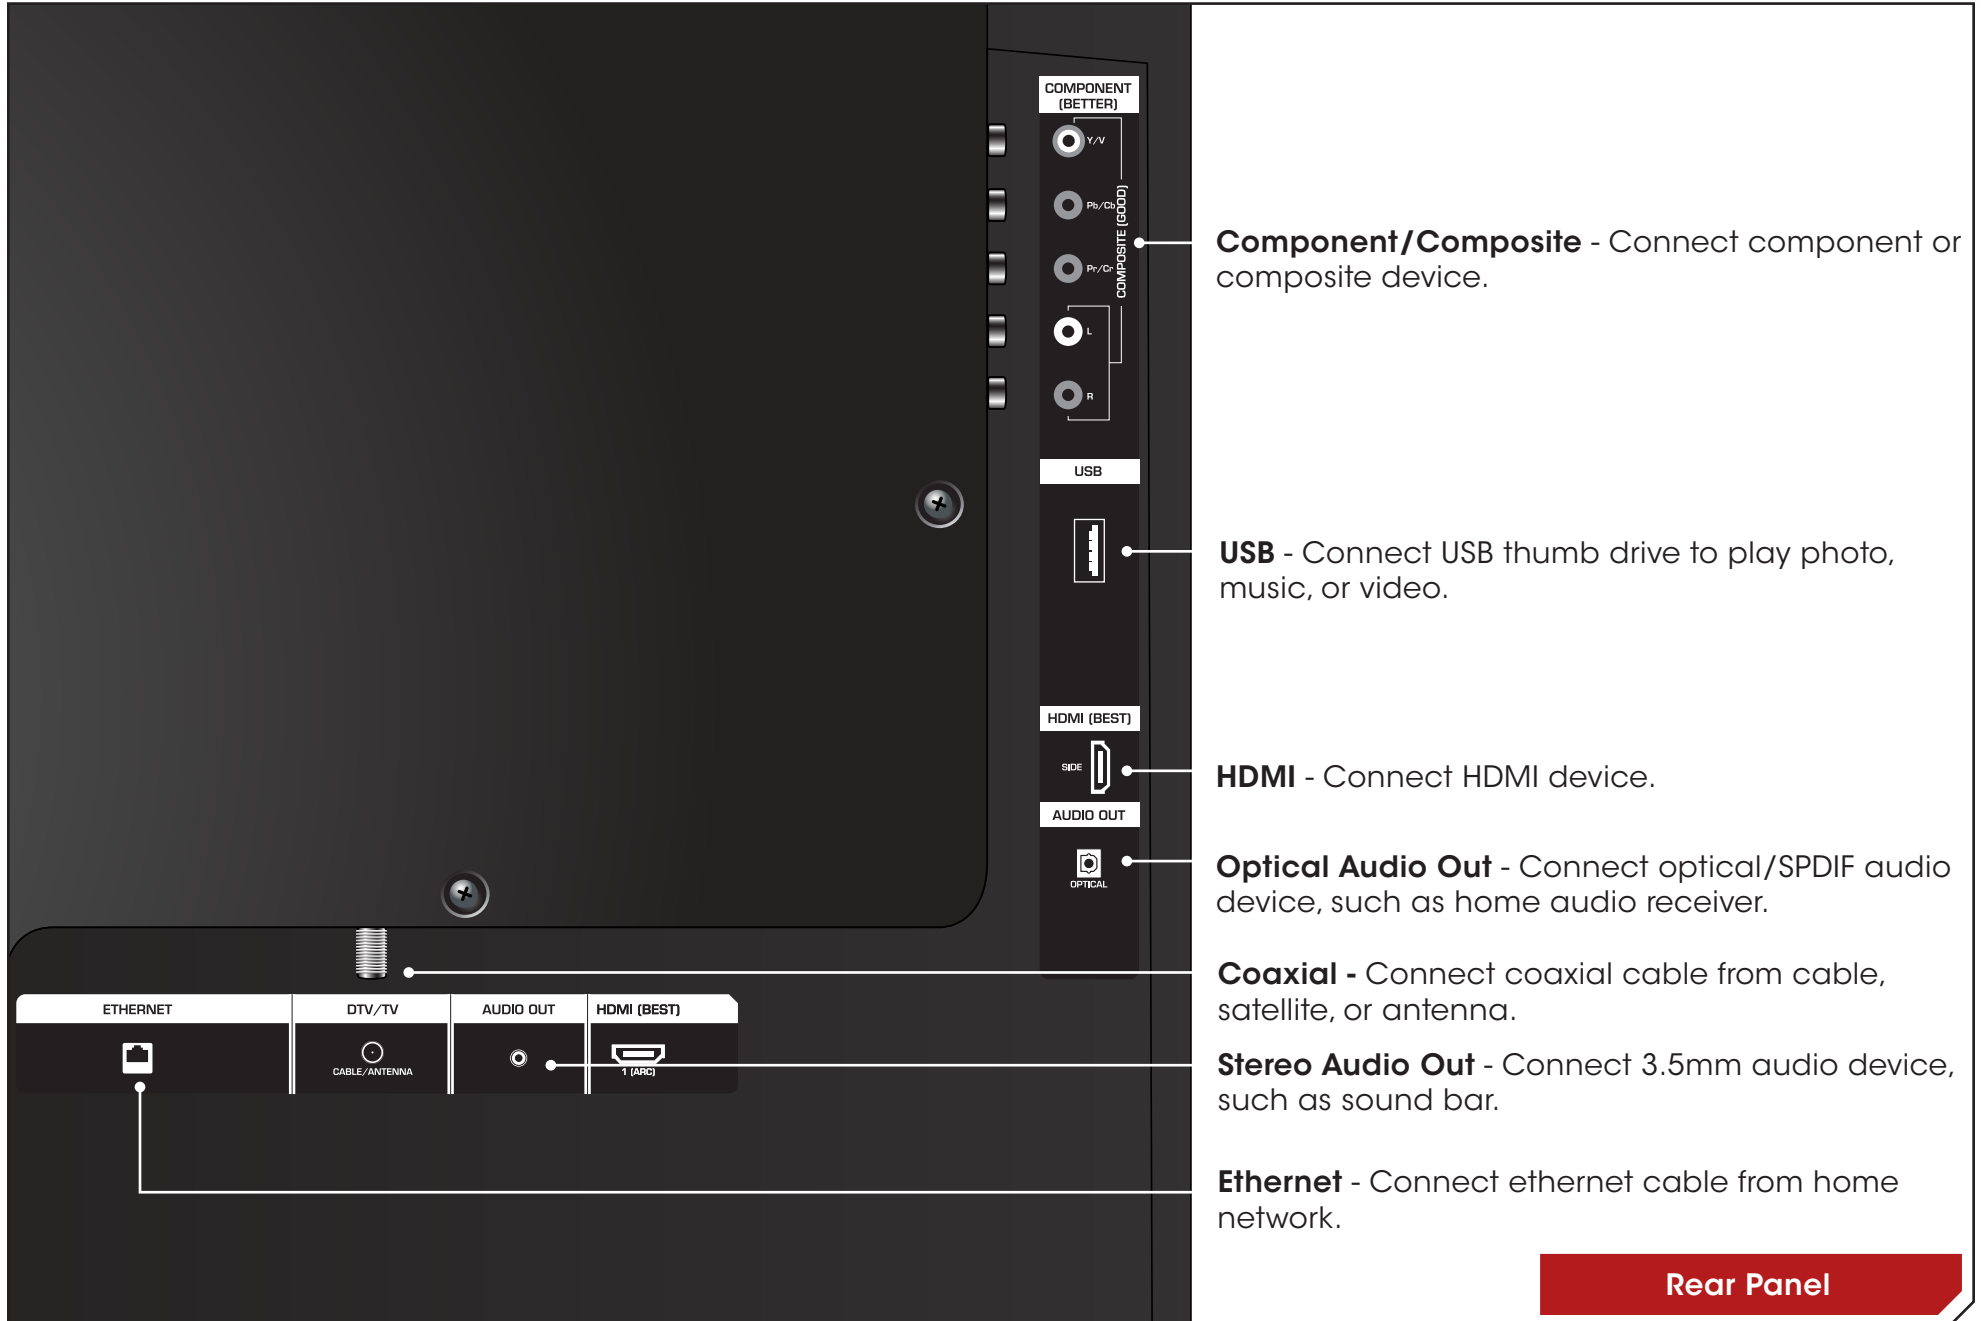 COMPONENT
(BETTER)
Y/V
Pb/Cb
Pr/Cr
COMPOSITE (GOOD)
L
R
USB
HDMI (BEST)
SIDE
AUDIO OUT
OPTICAL
ETHERNET
DTV/TV
AUDIO OUT
HDMI (BEST)
CABLE/ANTENNA
1 (ARC)
Component/Composite - Connect component or
composite device.
USB - Connect USB thumb drive to play photo,
music, or video.
HDMI - Connect HDMI device.
Optical Audio Out - Connect optical/SPDIF audio
device, such as home audio receiver.
Coaxial - Connect coaxial cable from cable,
satellite, or antenna.
Stereo Audio Out - Connect 3.5mm audio device,
such as sound bar.
Ethernet - Connect ethernet cable from home
network.
Rear Panel